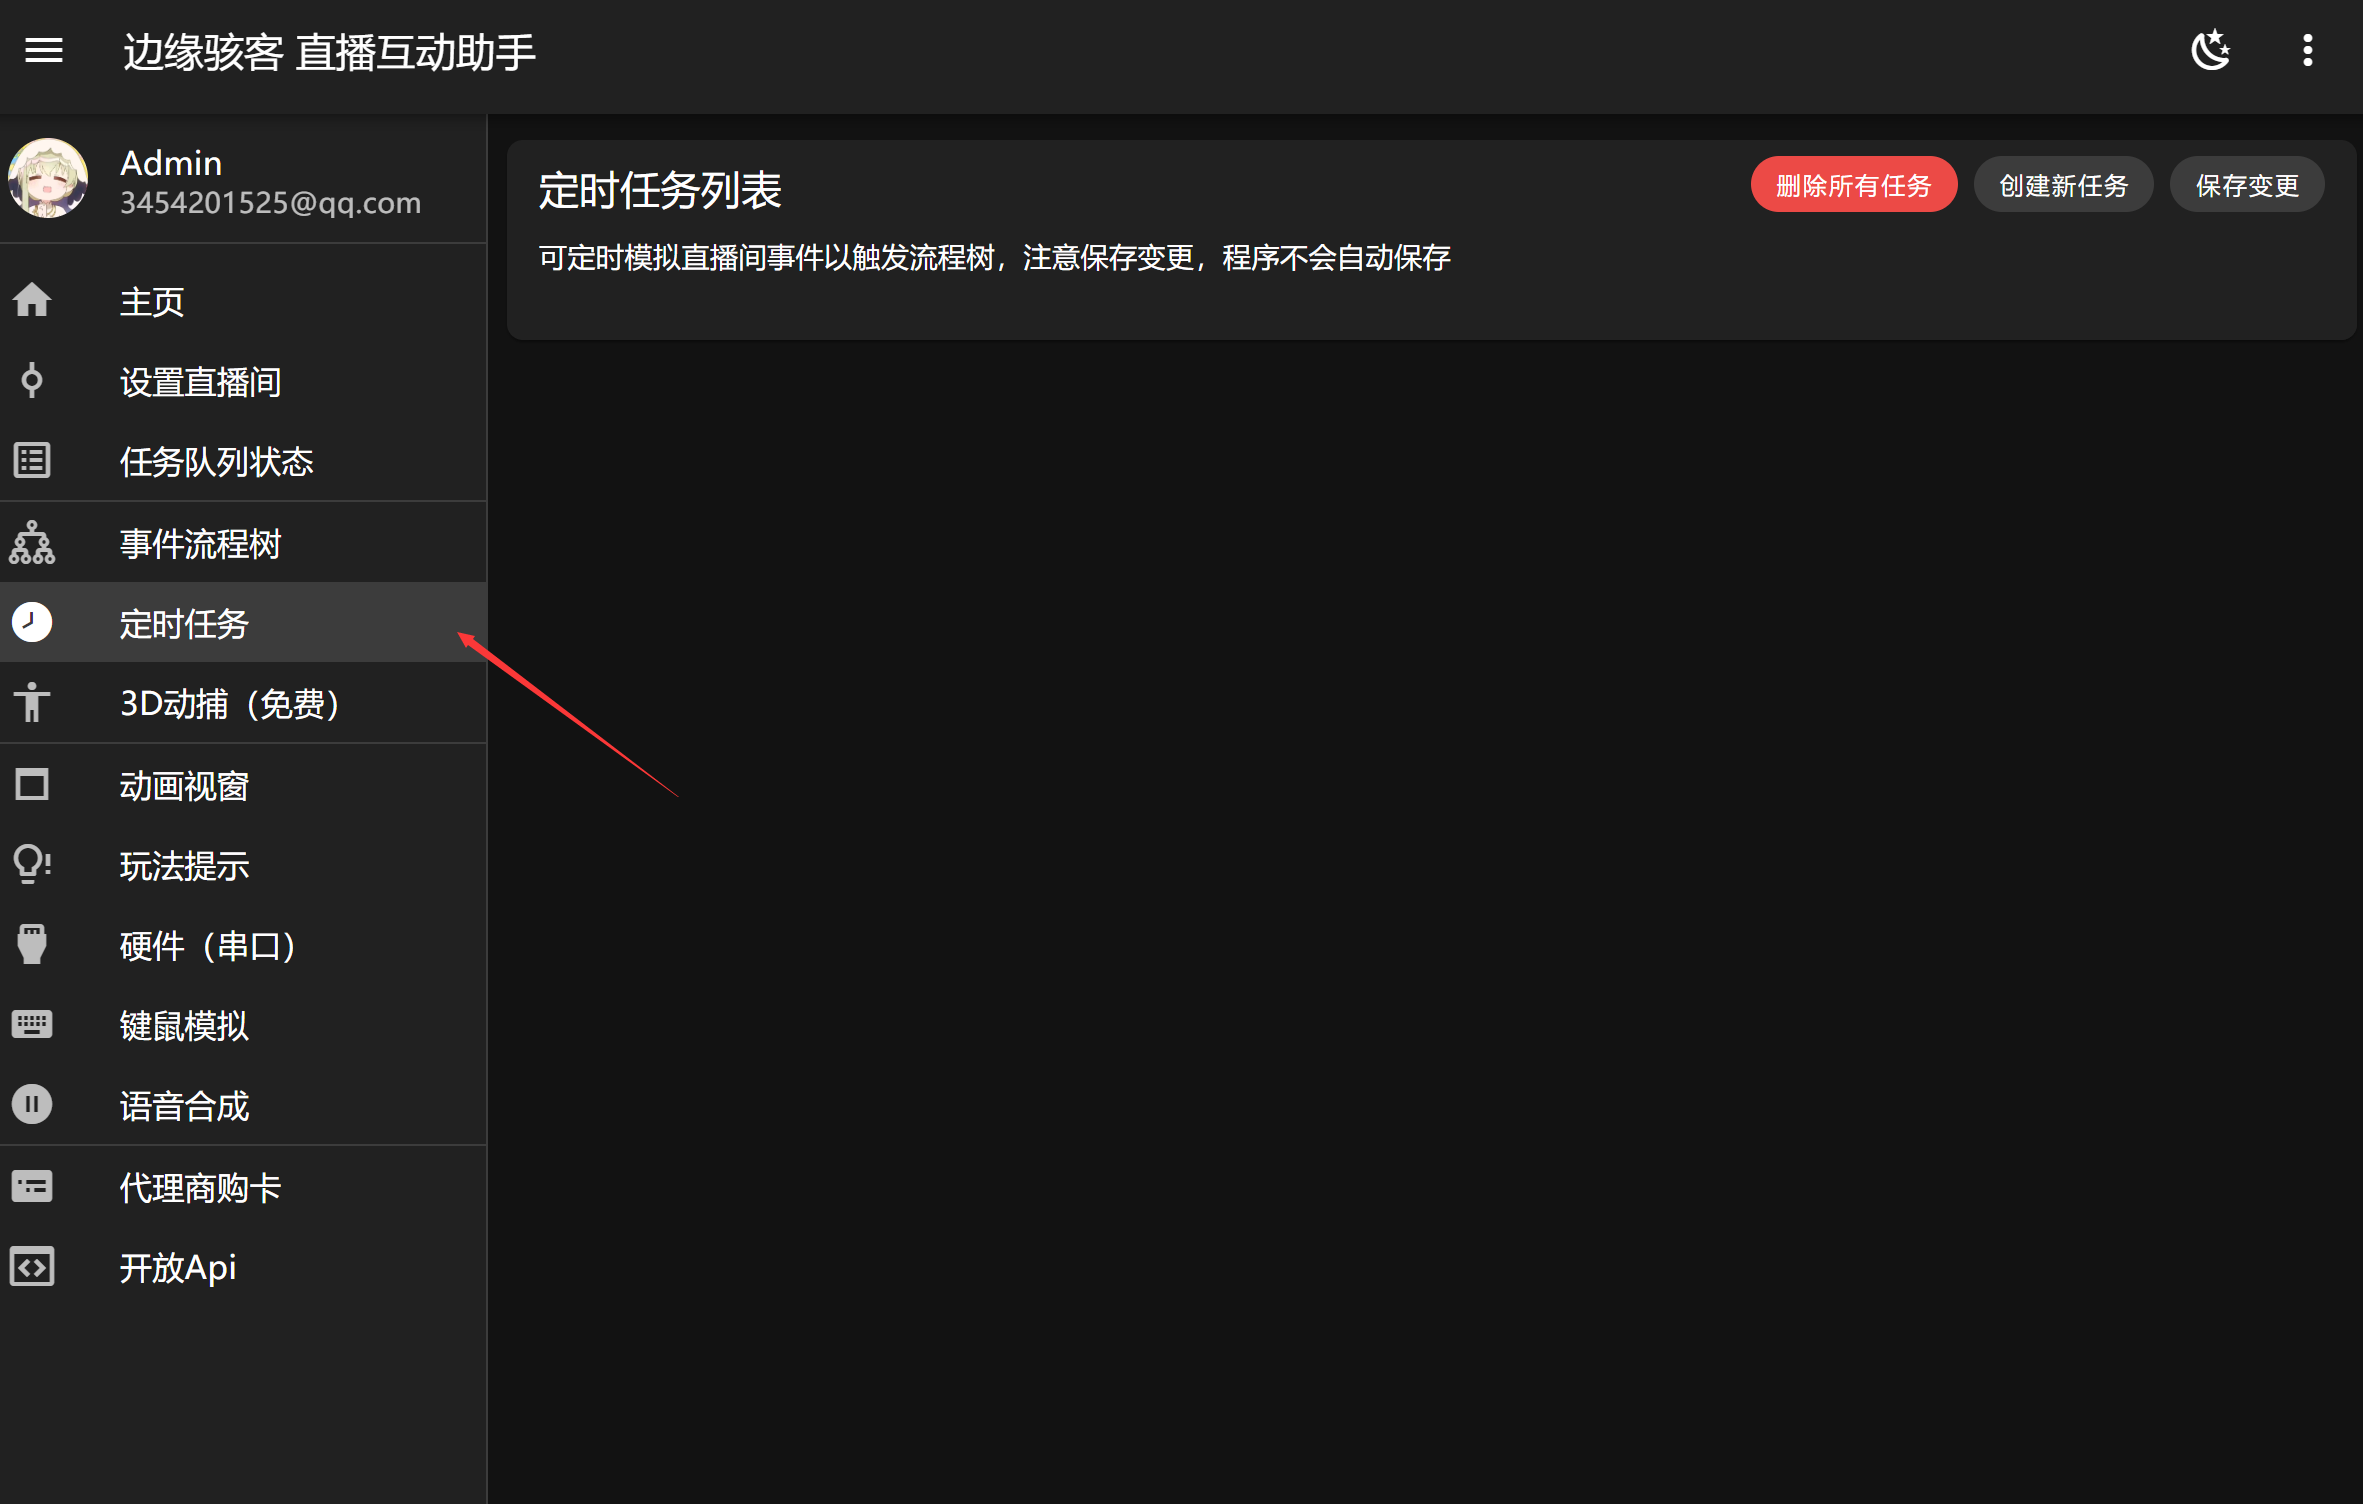 边缘骇客 直播互动助手
Admin
3454201525@qq.com
主页
设置直播间
任务队列状态
事件流程树
定时任务
3D动捕（免费）
动画视窗
玩法提示
硬件（串口）
键鼠模拟
语音合成
代理商购卡
开放Api
定时任务列表
删除所有任务
创建新任务
保存变更
可定时模拟直播间事件以触发流程树，注意保存变更，程序不会自动保存